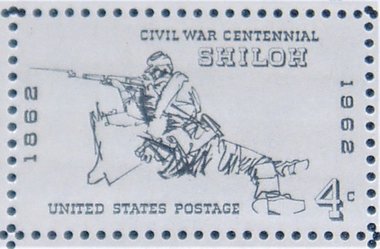 CIVIL WAR CENTENNIAL
SHILOH
1862
1962
4c
UNITED STATES POSTAGE